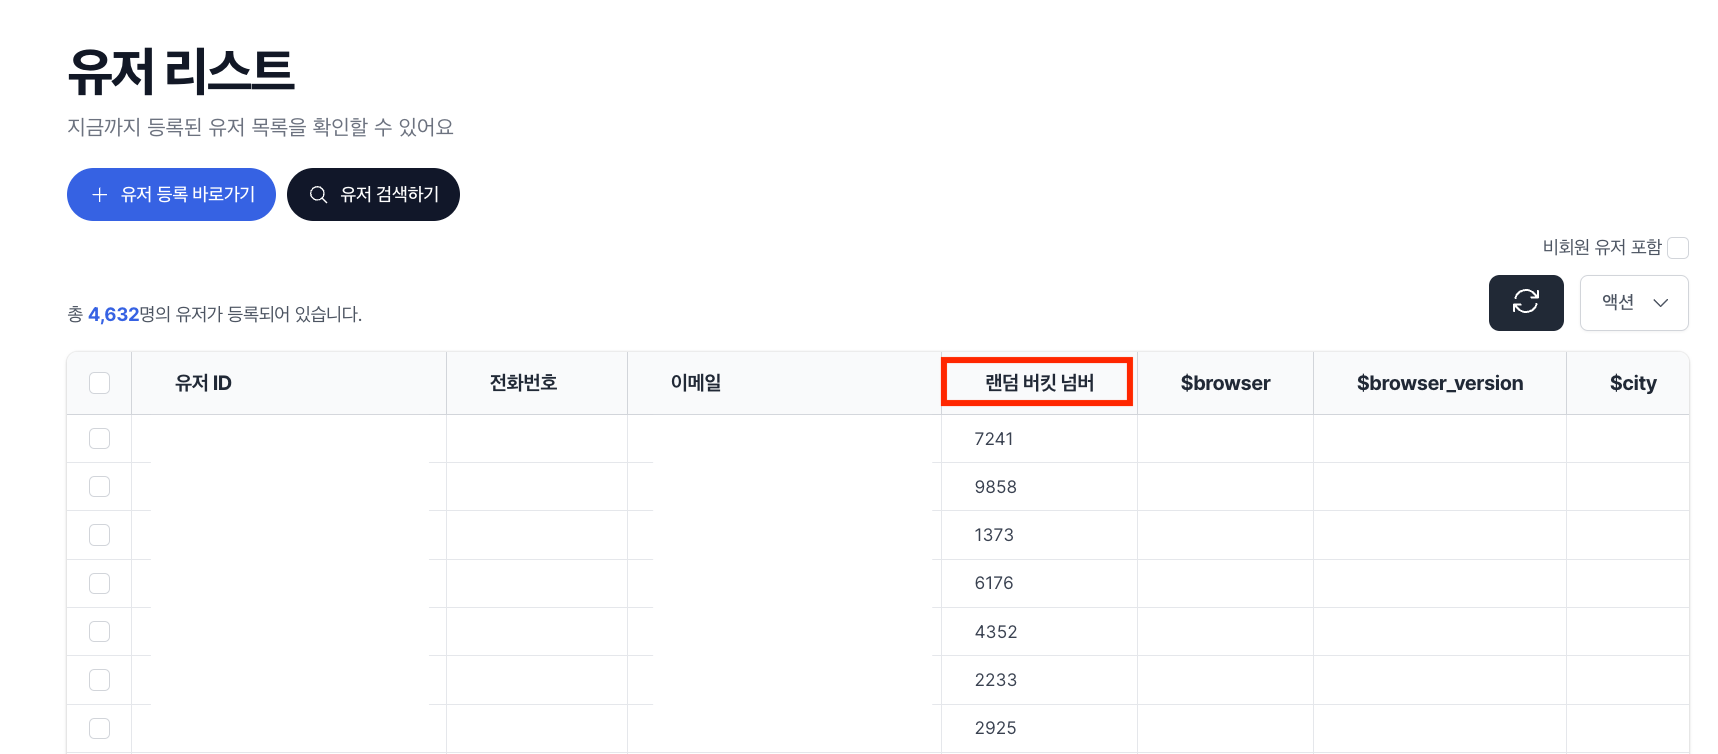 유저 리스트
지금까지 등록된 유저 목록을 확인할 수 있어요
유저 등록 바로가기 유저 검색하기
비회원 유저 포함
액션
총 4,632명의 유저가 등록되어 있습니다.
유저 ID 전화번호 이메일 랜덤 버킷 넘버 $browser $browser_version $city
7241
9858
1373
6176
4352
2233
2925